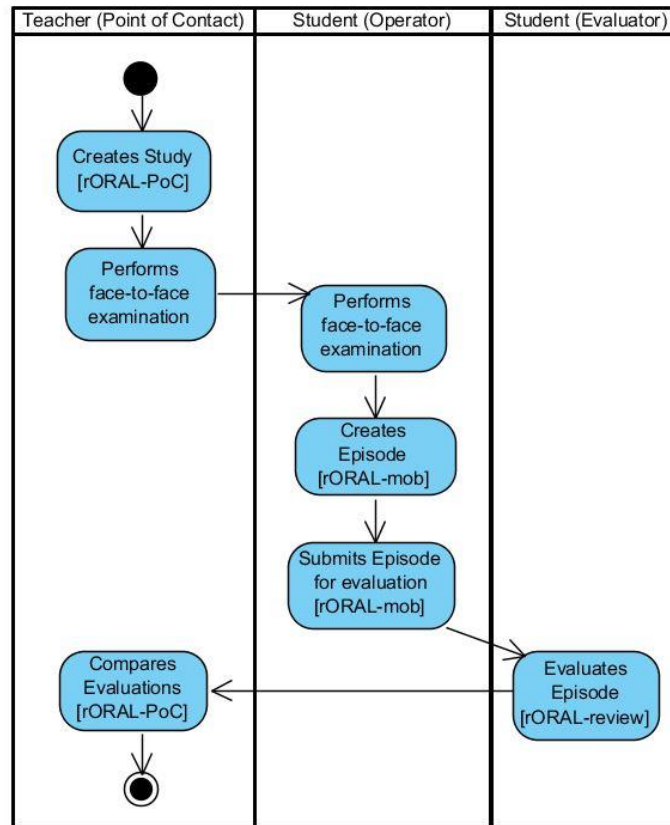 Teacher (Point of Contact)
Student (Operator)
Student (Evaluator)
Creates Study
[rORAL-PoC]
Performs
face-to-face
examination
Performs
face-to-face
examination
Creates
Episode
[rORAL-mob]
Submits Episode
for evaluation
[rORAL-mob]
Evaluates
Episode
[rORAL-review]
Compares
Evaluations
[rORAL-PoC]